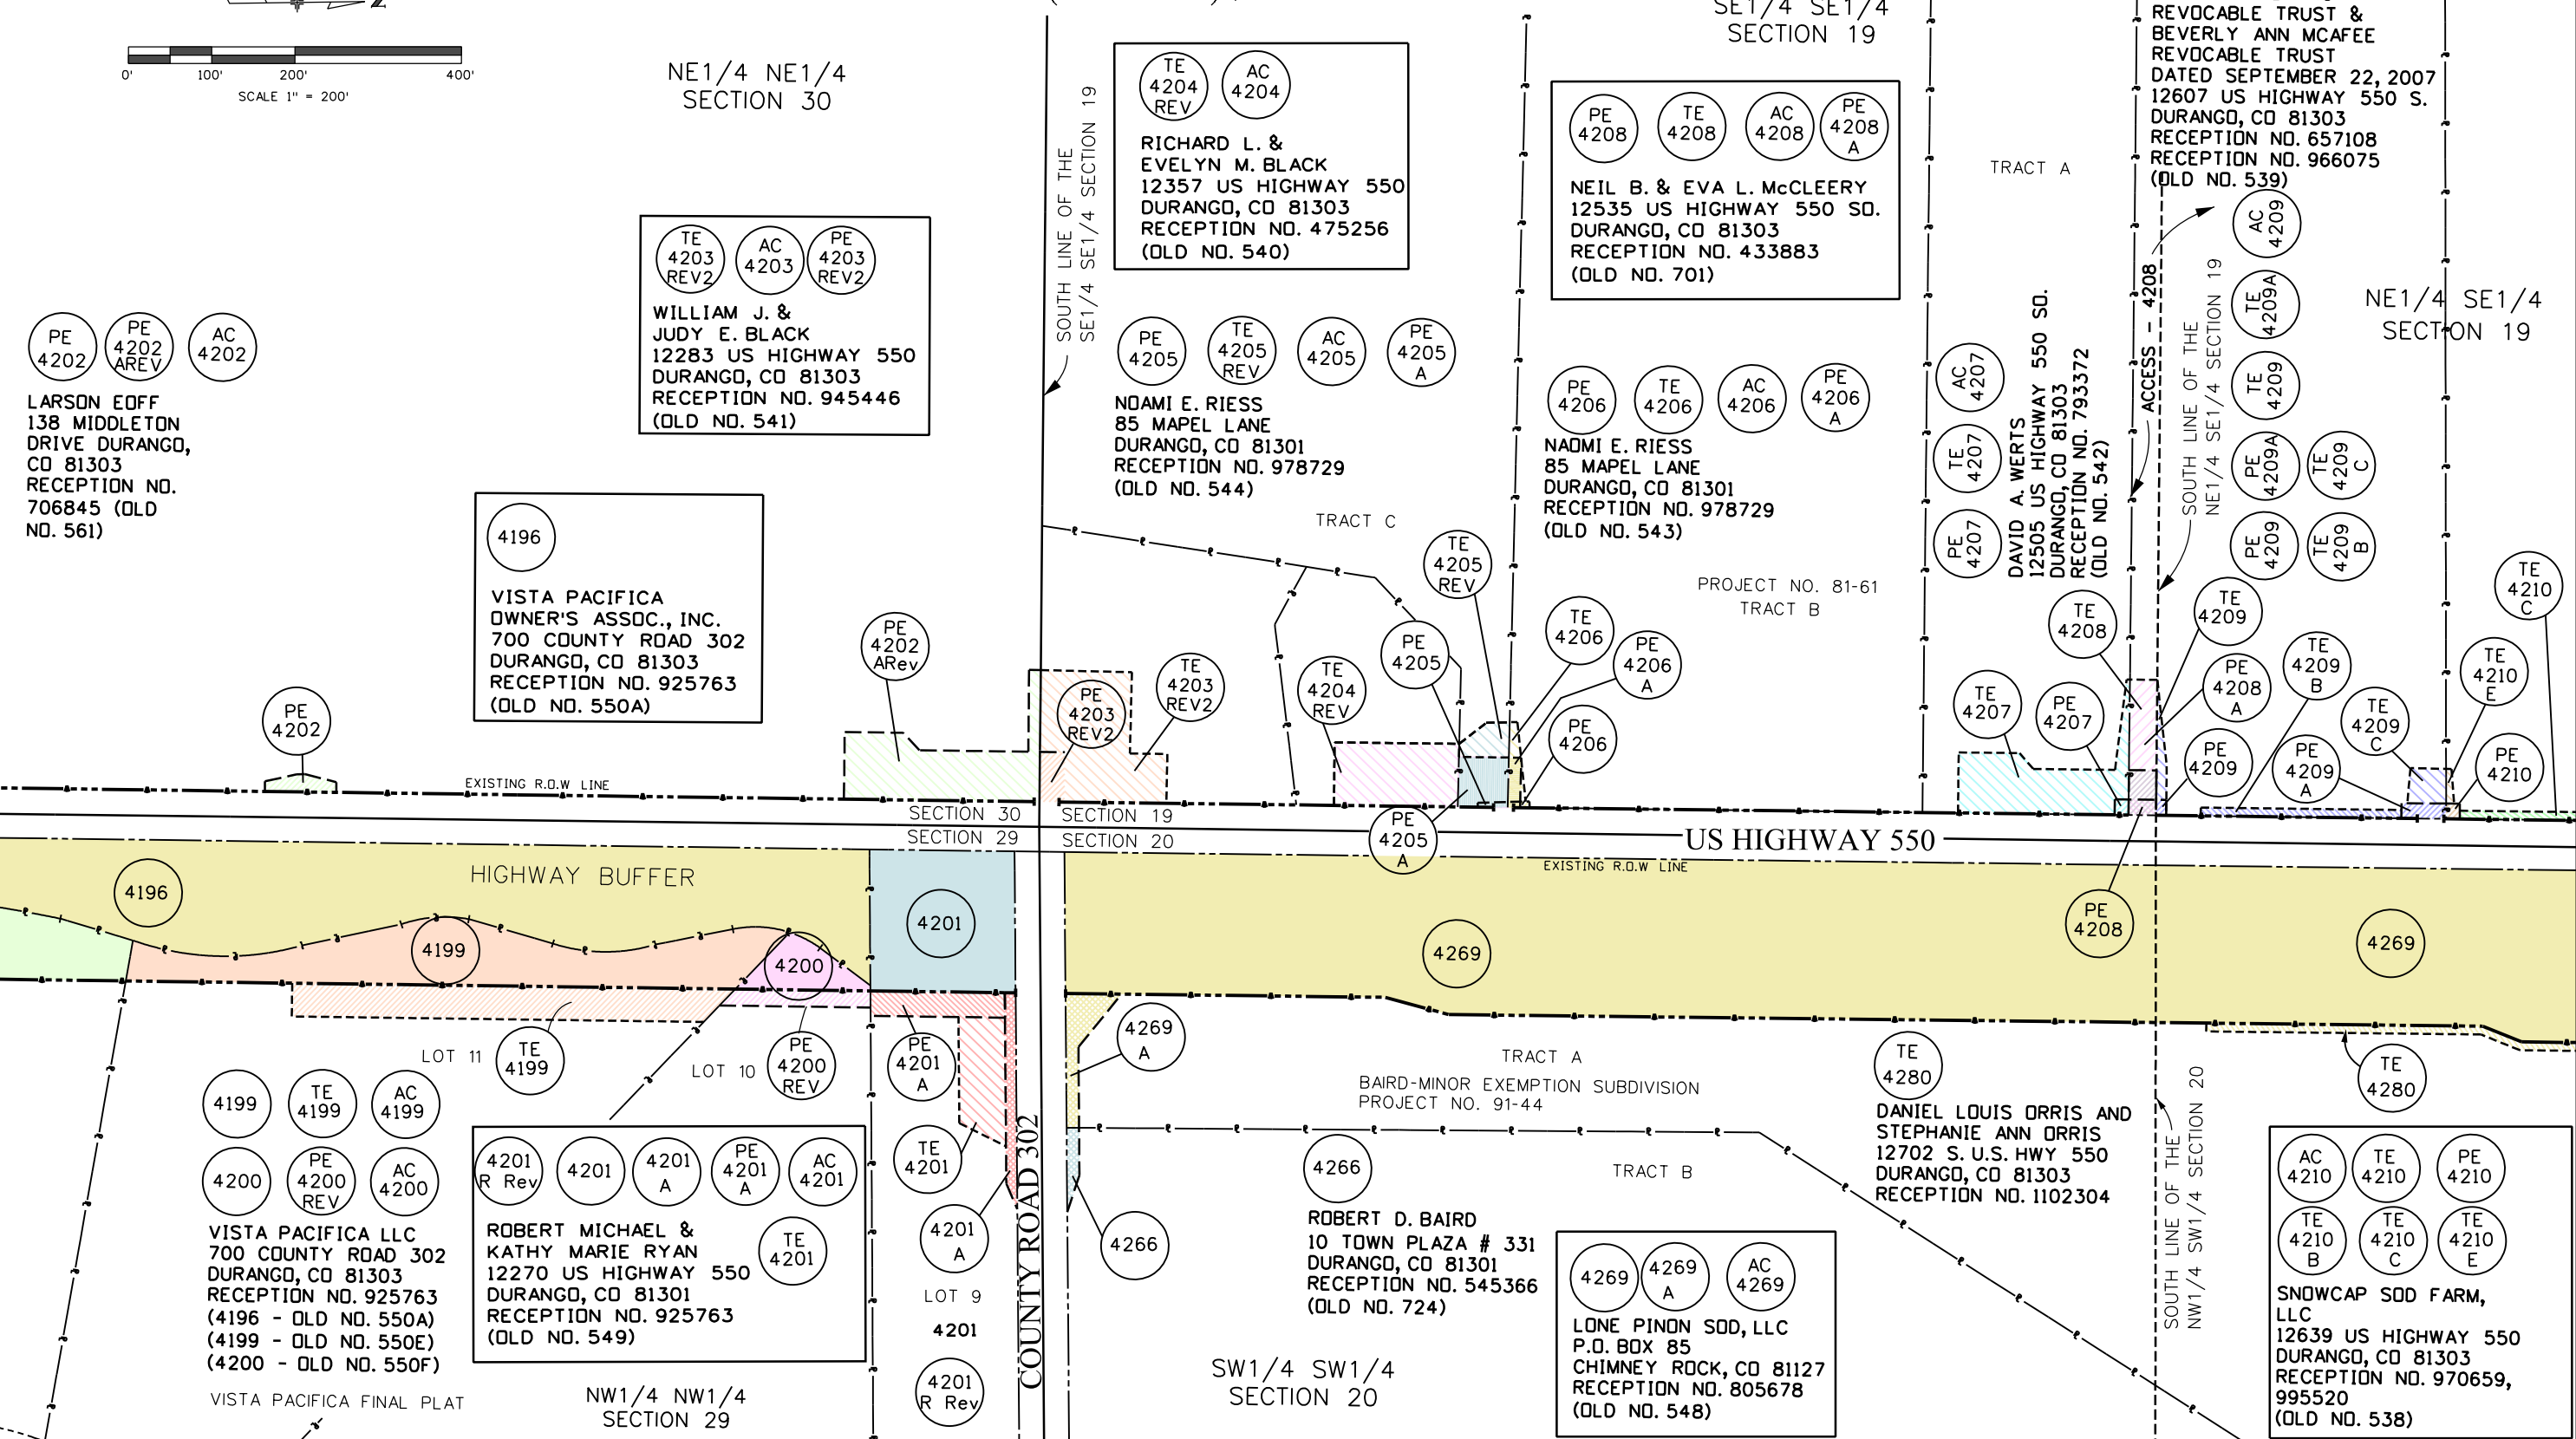 0'
100'
200'
400'
SCALE 1" = 200'
NE1/4 NE1/4
SECTION 30
SE1/4 SE1/4
SECTION 19
SOUTH LINE OF THE
SE1/4 SE1/4 SECTION 19
PE
4202
PE
4202
AREV
AC
4202
LARSON EOFF
138 MIDDLETON
DRIVE DURANGO,
CO 81303
RECEPTION NO.
706845 (OLD
NO. 561)
TE
4203
REV2
AC
4203
PE
4203
REV2
WILLIAM J. &
JUDY E. BLACK
12283 US HIGHWAY 550
DURANGO, CO 81303
RECEPTION NO. 945446
(OLD NO. 541)
4196
VISTA PACIFICA
OWNER'S ASSOC., INC.
700 COUNTY ROAD 302
DURANGO, CO 81303
RECEPTION NO. 925763
(OLD NO. 550A)
TE
4204
REV
AC
4204
RICHARD L. &
EVELYN M. BLACK
12357 US HIGHWAY 550
DURANGO, CO 81303
RECEPTION NO. 475256
(OLD NO. 540)
PE
4205
TE
4205
REV
AC
4205
PE
4205
A
NOAMI E. RIESS
85 MAPEL LANE
DURANGO, CO 81301
RECEPTION NO. 978729
(OLD NO. 544)
TRACT C
PE
4208
TE
4208
AC
4208
PE
4208
A
NEIL B. & EVA L. McCLEERY
12535 US HIGHWAY 550 SO.
DURANGO, CO 81303
RECEPTION NO. 433883
(OLD NO. 701)
PE
4206
TE
4206
AC
4206
PE
4206
A
NAOMI E. RIESS
85 MAPEL LANE
DURANGO, CO 81301
RECEPTION NO. 978729
(OLD NO. 543)
PROJECT NO. 81-61
TRACT B
TRACT A
AC
4207
TE
4207
PE
4207
DAVID A. WERTS
12505 US HIGHWAY 550 SO.
DURANGO, CO 81303
RECEPTION NO. 793372
(OLD NO. 542)
ACCESS - 4208
REVOCABLE TRUST &
BEVERLY ANN MCAFEE
REVOCABLE TRUST
DATED SEPTEMBER 22, 2007
12607 US HIGHWAY 550 S.
DURANGO, CO 81303
RECEPTION NO. 657108
RECEPTION NO. 966075
(OLD NO. 539)
SOUTH LINE OF THE
NE1/4 SE1/4 SECTION 19
AC
4209
TE
4209A
TE
4209
PE
4209A
TE
4209
C
PE
4209
TE
4209
B
NE1/4 SE1/4
SECTION 19
PE
4202
PE
4202
ARev
PE
4203
REV2
TE
4203
REV2
TE
4204
REV
PE
4205
TE
4205
REV
TE
4206
PE
4206
A
PE
4206
TE
4207
PE
4207
TE
4208
TE
4209
PE
4208
A
PE
4209
TE
4209
B
PE
4209
A
TE
4209
C
TE
4210
E
TE
4210
C
PE
4210
EXISTING R.O.W LINE
SECTION 30
SECTION 19
SECTION 29
SECTION 20
PE
4205
A
US HIGHWAY 550
EXISTING R.O.W LINE
HIGHWAY BUFFER
4196
4199
4200
4201
4269
PE
4208
4269
LOT 11
TE
4199
LOT 10
PE
4200
REV
PE
4201
A
TE
4201
4201
A
LOT 9
4201
4201
R Rev
COUNTY ROAD 302
4269
A
4266
4199
TE
4199
AC
4199
4200
PE
4200
REV
AC
4200
VISTA PACIFICA LLC
700 COUNTY ROAD 302
DURANGO, CO 81303
RECEPTION NO. 925763
(4196 - OLD NO. 550A)
(4199 - OLD NO. 550E)
(4200 - OLD NO. 550F)
VISTA PACIFICA FINAL PLAT
4201
R Rev
4201
4201
A
PE
4201
A
AC
4201
TE
4201
ROBERT MICHAEL &
KATHY MARIE RYAN
12270 US HIGHWAY 550
DURANGO, CO 81301
RECEPTION NO. 925763
(OLD NO. 549)
NW1/4 NW1/4
SECTION 29
TRACT A
BAIRD-MINOR EXEMPTION SUBDIVISION
PROJECT NO. 91-44
4266
ROBERT D. BAIRD
10 TOWN PLAZA # 331
DURANGO, CO 81301
RECEPTION NO. 545366
(OLD NO. 724)
SW1/4 SW1/4
SECTION 20
TRACT B
4269
4269
A
AC
4269
LONE PINON SOD, LLC
P.O. BOX 85
CHIMNEY ROCK, CO 81127
RECEPTION NO. 805678
(OLD NO. 548)
TE
4280
DANIEL LOUIS ORRIS AND
STEPHANIE ANN ORRIS
12702 S. U.S. HWY 550
DURANGO, CO 81303
RECEPTION NO. 1102304
SOUTH LINE OF THE
NW1/4 SW1/4 SECTION 20
TE
4280
AC
4210
TE
4210
PE
4210
TE
4210
B
TE
4210
C
TE
4210
E
SNOWCAP SOD FARM,
LLC
12639 US HIGHWAY 550
DURANGO, CO 81303
RECEPTION NO. 970659,
995520
(OLD NO. 538)